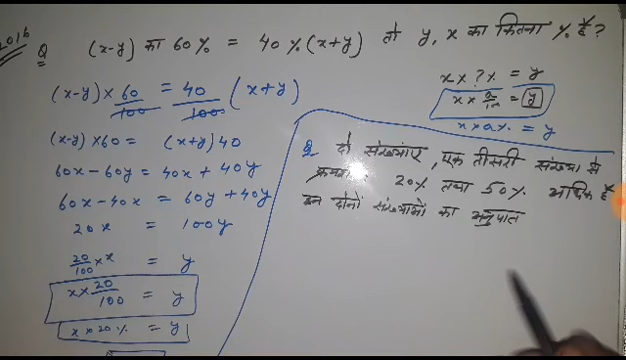 2016
Q (x-y) का 60% = 40%(x+y) तो y, x का कितना % है?
(x-y) × 60/100 = 40/100 (x+y)
(x-y) × 60 = (x+y) 40
60x - 60y = 40x + 40y
60x - 40x = 60y + 40y
20x = 100y
20/100 × x = y
x × 20/100 = y
x × 20% = y
x × ?% = y
x × a/100 = y
x × a% = y
Q दो संख्याएं, एक तीसरी संख्या से
क्रमशः 20% तथा 50% अधिक है
इन दोनों संख्याओं का अनुपात